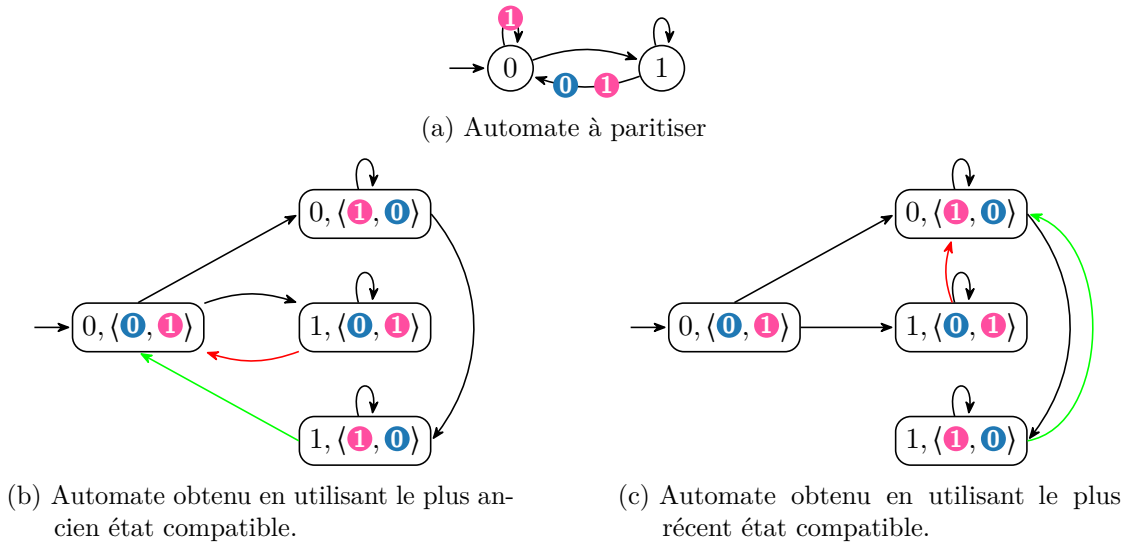 1
0
1
0 1
(a) Automate à paritiser
0, ⟨1, 0⟩
0, ⟨0, 1⟩
1, ⟨0, 1⟩
1, ⟨1, 0⟩
(b) Automate obtenu en utilisant le plus an-
cien état compatible.
0, ⟨1, 0⟩
0, ⟨0, 1⟩
1, ⟨0, 1⟩
1, ⟨1, 0⟩
(c) Automate obtenu en utilisant le plus
récent état compatible.